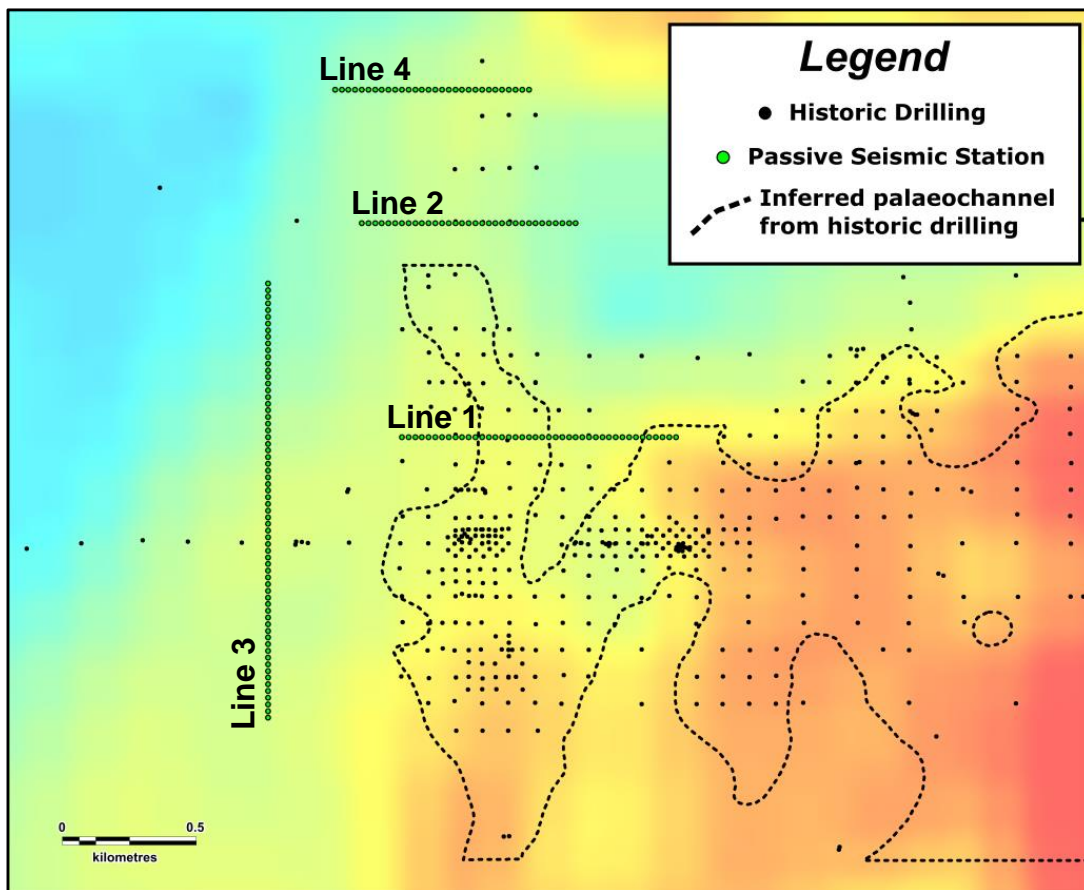 Legend
Historic Drilling
Passive Seismic Station
Inferred palaeochannel
from historic drilling
Line 4
Line 2
Line 1
Line 3
0 0.5
kilometres